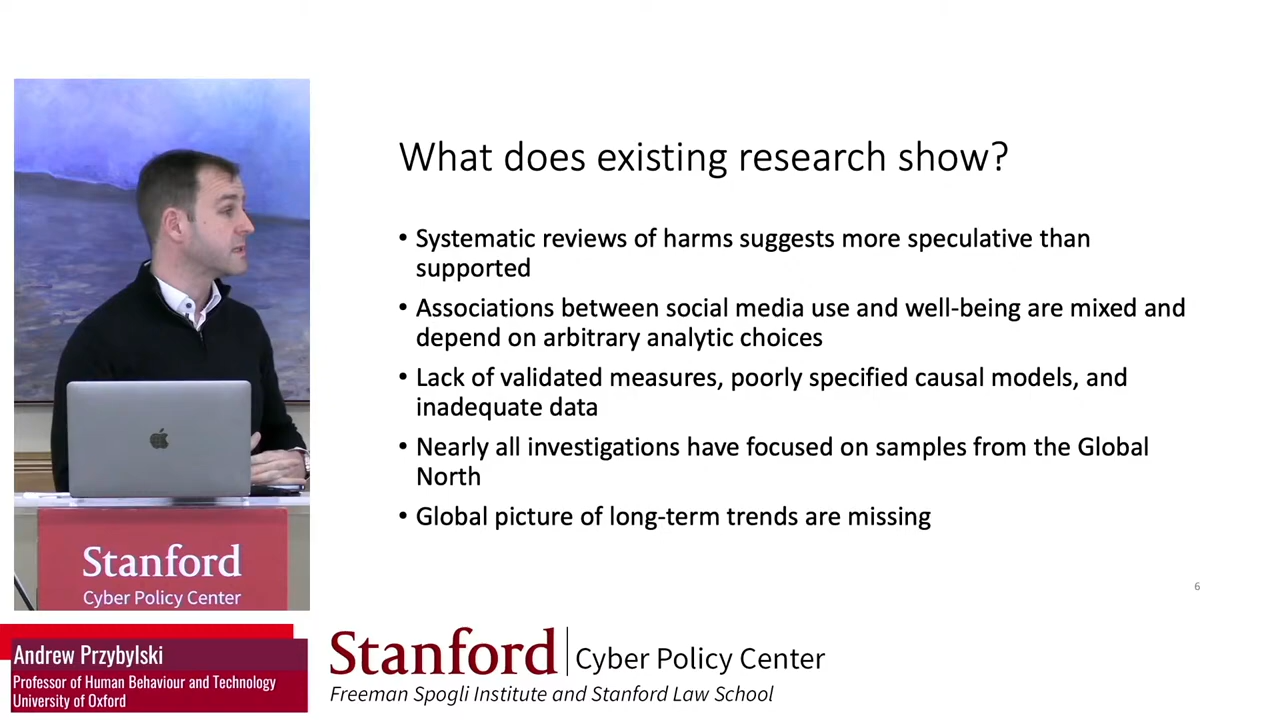 What does existing research show?
• Systematic reviews of harms suggests more speculative than
supported
• Associations between social media use and well-being are mixed and
depend on arbitrary analytic choices
• Lack of validated measures, poorly specified causal models, and
inadequate data
• Nearly all investigations have focused on samples from the Global
North
• Global picture of long-term trends are missing
6
Stanford
Cyber Policy Center
Andrew Przybylski
Professor of Human Behaviour and Technology
University of Oxford
Stanford | Cyber Policy Center
Freeman Spogli Institute and Stanford Law School